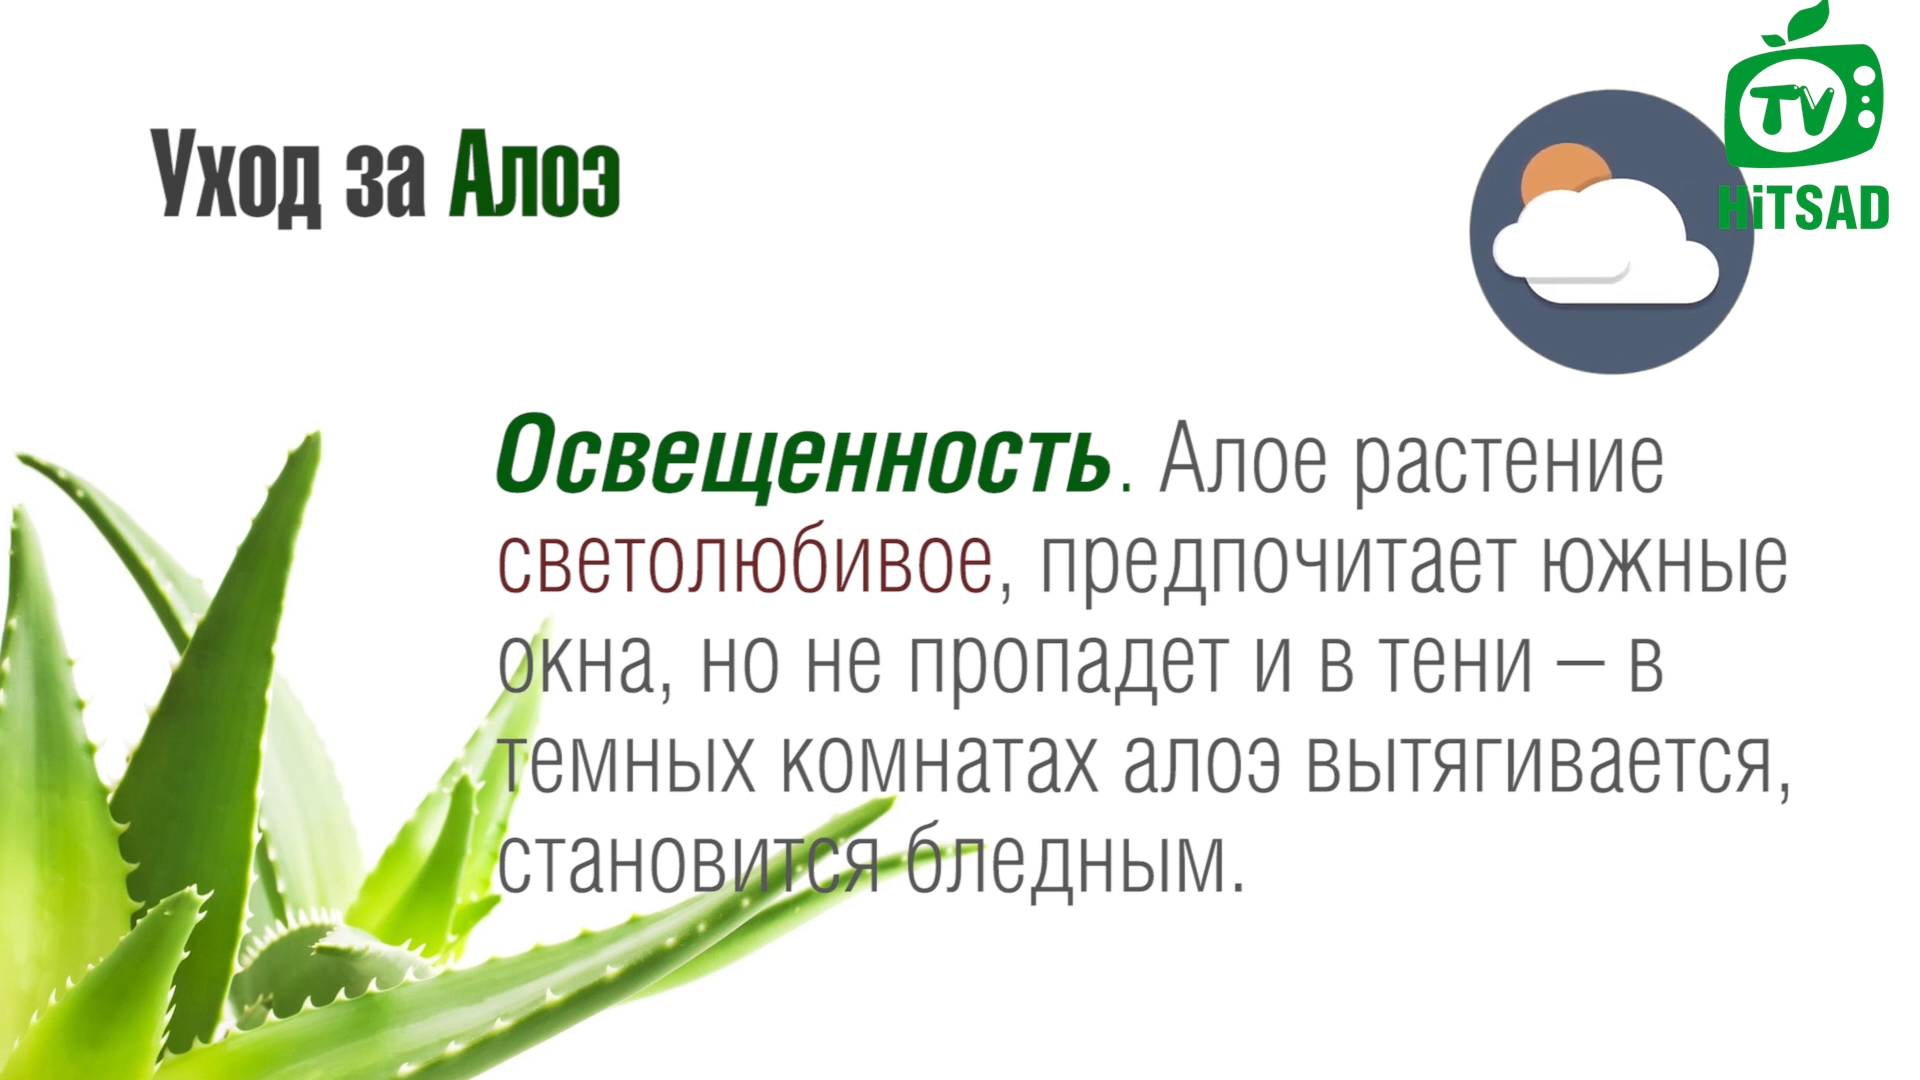 Уход за Алоэ
TV
HiTSAD
Освещенность. Алое растение
светолюбивое, предпочитает южные
окна, но не пропадет и в тени – в
темных комнатах алоэ вытягивается,
становится бледным.